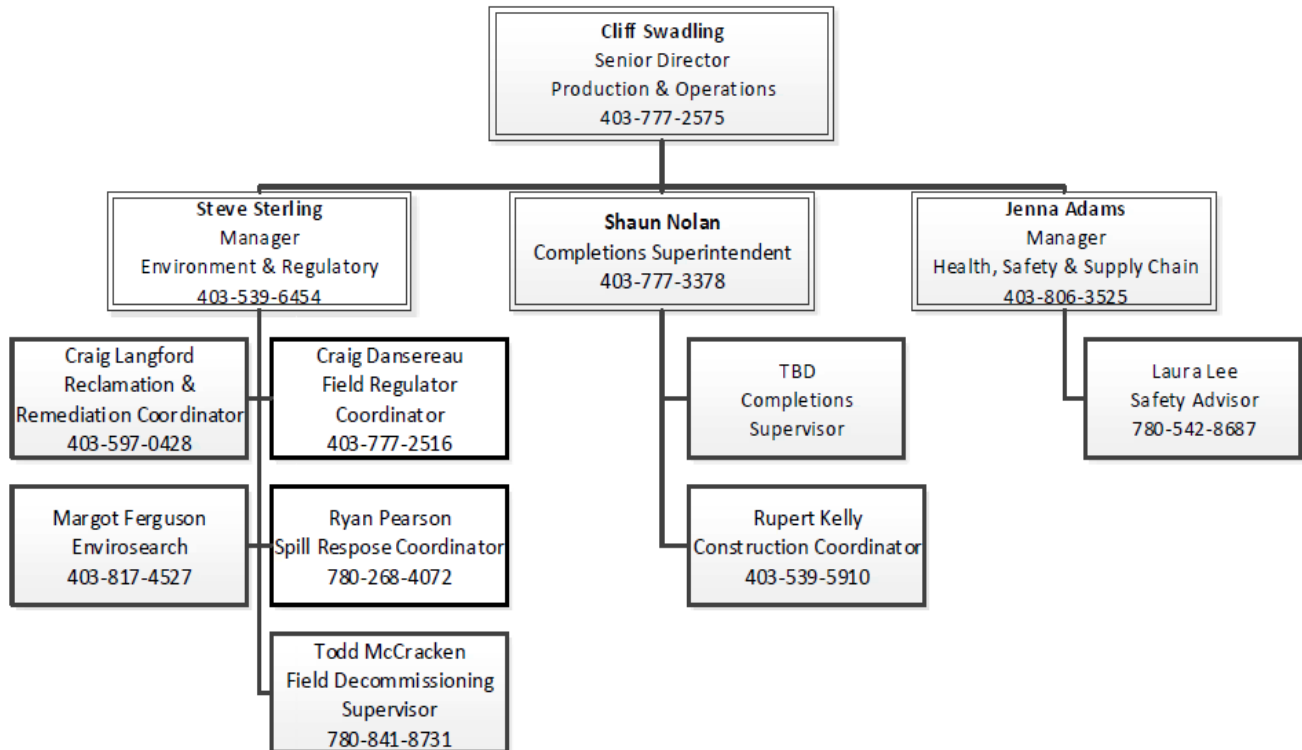 Cliff Swadling
Senior Director
Production & Operations
403-777-2575
Steve Sterling
Manager
Environment & Regulatory
403-539-6454
Shaun Nolan
Completions Superintendent
403-777-3378
Jenna Adams
Manager
Health, Safety & Supply Chain
403-806-3525
Craig Langford
Reclamation &
Remediation Coordinator
403-597-0428
Craig Dansereau
Field Regulator
Coordinator
403-777-2516
TBD
Completions
Supervisor
Laura Lee
Safety Advisor
780-542-8687
Margot Ferguson
Envirosearch
403-817-4527
Ryan Pearson
Spill Respose Coordinator
780-268-4072
Rupert Kelly
Construction Coordinator
403-539-5910
Todd McCracken
Field Decommissioning
Supervisor
780-841-8731